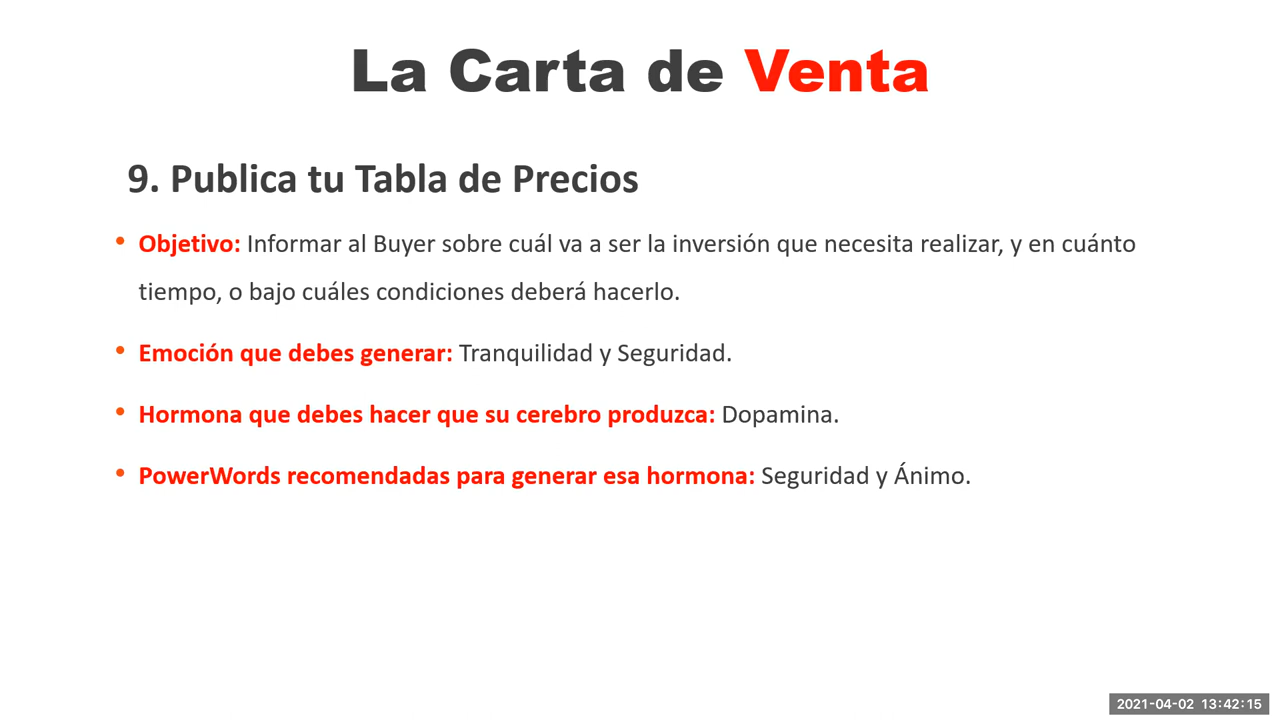 La Carta de Venta
9. Publica tu Tabla de Precios
• Objetivo: Informar al Buyer sobre cuál va a ser la inversión que necesita realizar, y en cuánto
tiempo, o bajo cuáles condiciones deberá hacerlo.
• Emoción que debes generar: Tranquilidad y Seguridad.
• Hormona que debes hacer que su cerebro produzca: Dopamina.
• PowerWords recomendadas para generar esa hormona: Seguridad y Ánimo.
2021-04-02 13:42:15